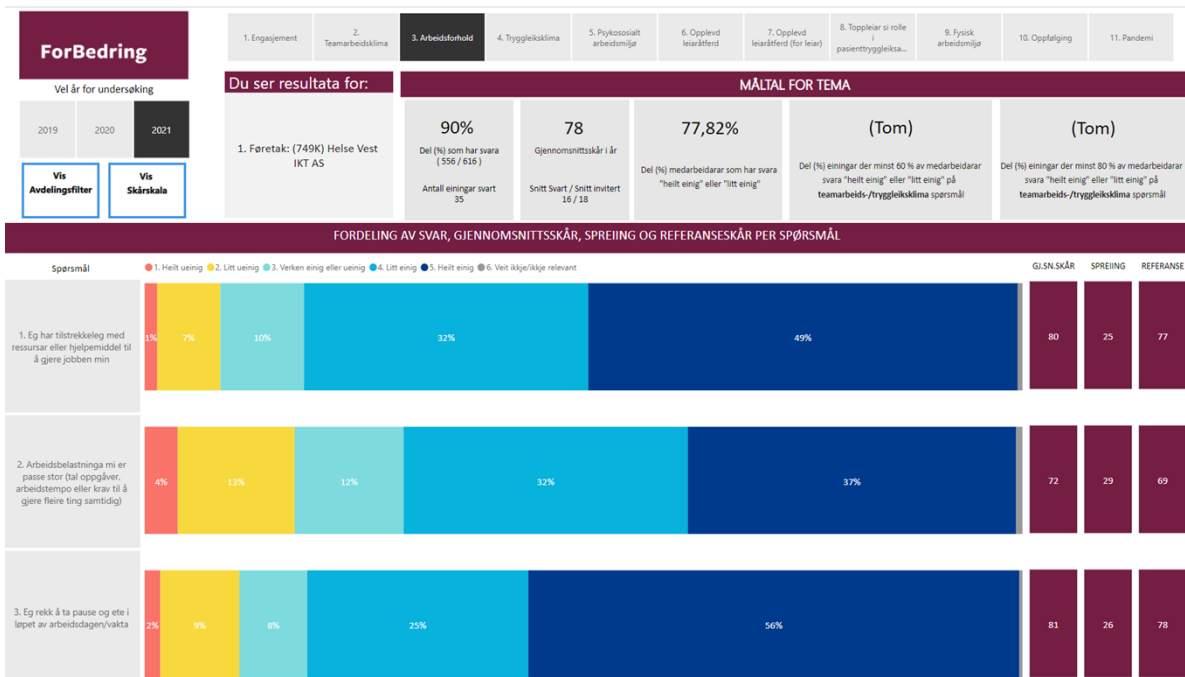 ForBedring
Vel år for undersøking
2019
2020
2021
Vis
Avdelingsfilter
Vis
Skårskala
1. Engasjement
2.
Teamarbeidsklima
3. Arbeidsforhold
4. Tryggleiksklima
5. Psykososialt
arbeidsmiljø
6. Opplevd
leiaråtferd
7. Opplevd
leiaråtferd (for leiar)
8. Toppleiar si rolle
i
pasienttryggleiksa...
9. Fysisk
arbeidsmiljø
10. Oppfølging
11. Pandemi
Du ser resultata for:
1. Føretak: (749K) Helse Vest
IKT AS
MÅLTAL FOR TEMA
90%
Del (%) som har svara
( 556 / 616 )
Antall einingar svart
35
78
Gjennomsnittsskår i år
Snitt Svart / Snitt invitert
16 / 18
77,82%
Del (%) medarbeidarar som har svara
"heilt einig" eller "litt einig"
(Tom)
Del (%) einingar der minst 60 % av medarbeidarar
svara "heilt einig" eller "litt einig" på
teamarbeids-/tryggleiksklima spørsmål
(Tom)
Del (%) einingar der minst 80 % av medarbeidarar
svara "heilt einig" eller "litt einig" på
teamarbeids-/tryggleiksklima spørsmål
FORDELING AV SVAR, GJENNOMSNITTSSKÅR, SPREIING OG REFERANSESKÅR PER SPØRSMÅL
Spørsmål
1. Heilt ueinig 2. Litt ueinig 3. Verken einig eller ueinig 4. Litt einig 5. Heilt einig 6. Veit ikkje/ikkje relevant
GJ.SN.SKÅR SPREIING REFERANSE
1. Eg har tilstrekkeleg med
ressursar eller hjelpemiddel til
å gjere jobben min
1% 7% 10% 32% 49%
80 25 77
2. Arbeidsbelastninga mi er
passe stor (tal oppgåver,
arbeidstempo eller krav til å
gjere fleire ting samtidig)
4% 13% 12% 32% 37%
72 29 69
3. Eg rekk å ta pause og ete i
løpet av arbeidsdagen/vakta
2% 9% 8% 25% 56%
81 26 78